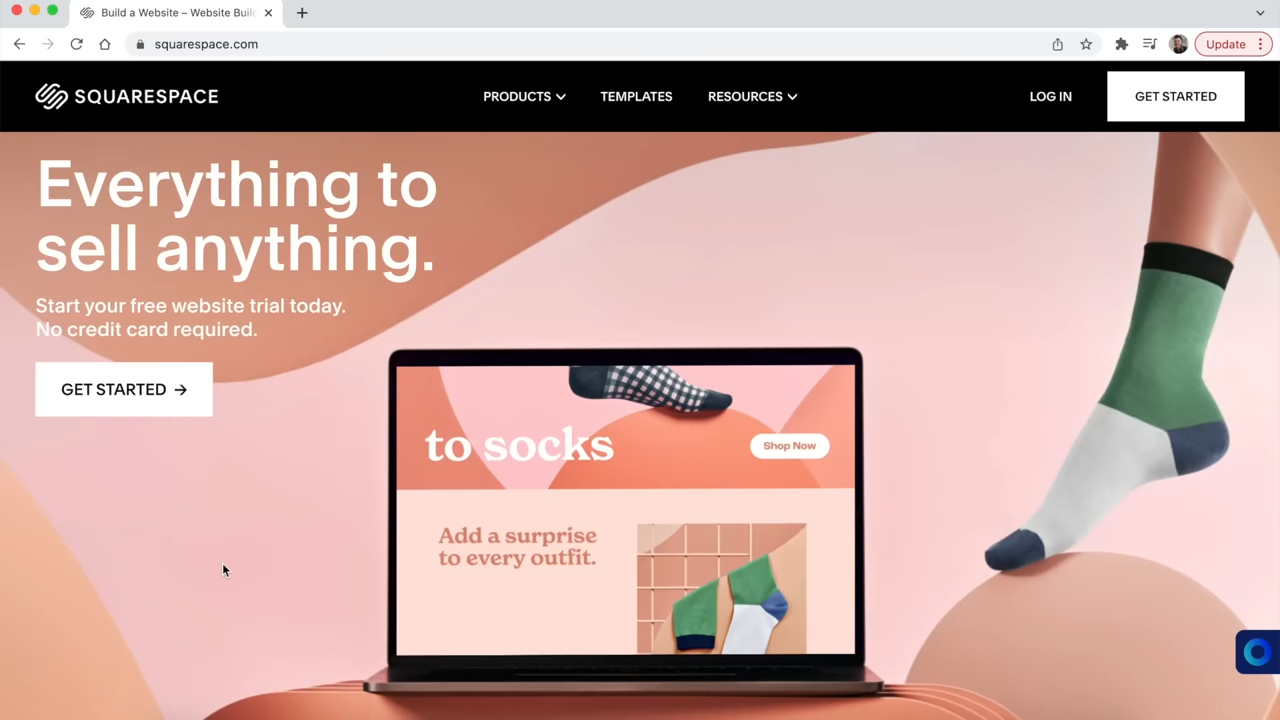 Build a Website – Website Buil
squarespace.com
Update
SQUARESPACE
PRODUCTS
TEMPLATES
RESOURCES
LOG IN
GET STARTED
Everything to
sell anything.
Start your free website trial today.
No credit card required.
GET STARTED →
to socks
Shop Now
Add a surprise
to every outfit.